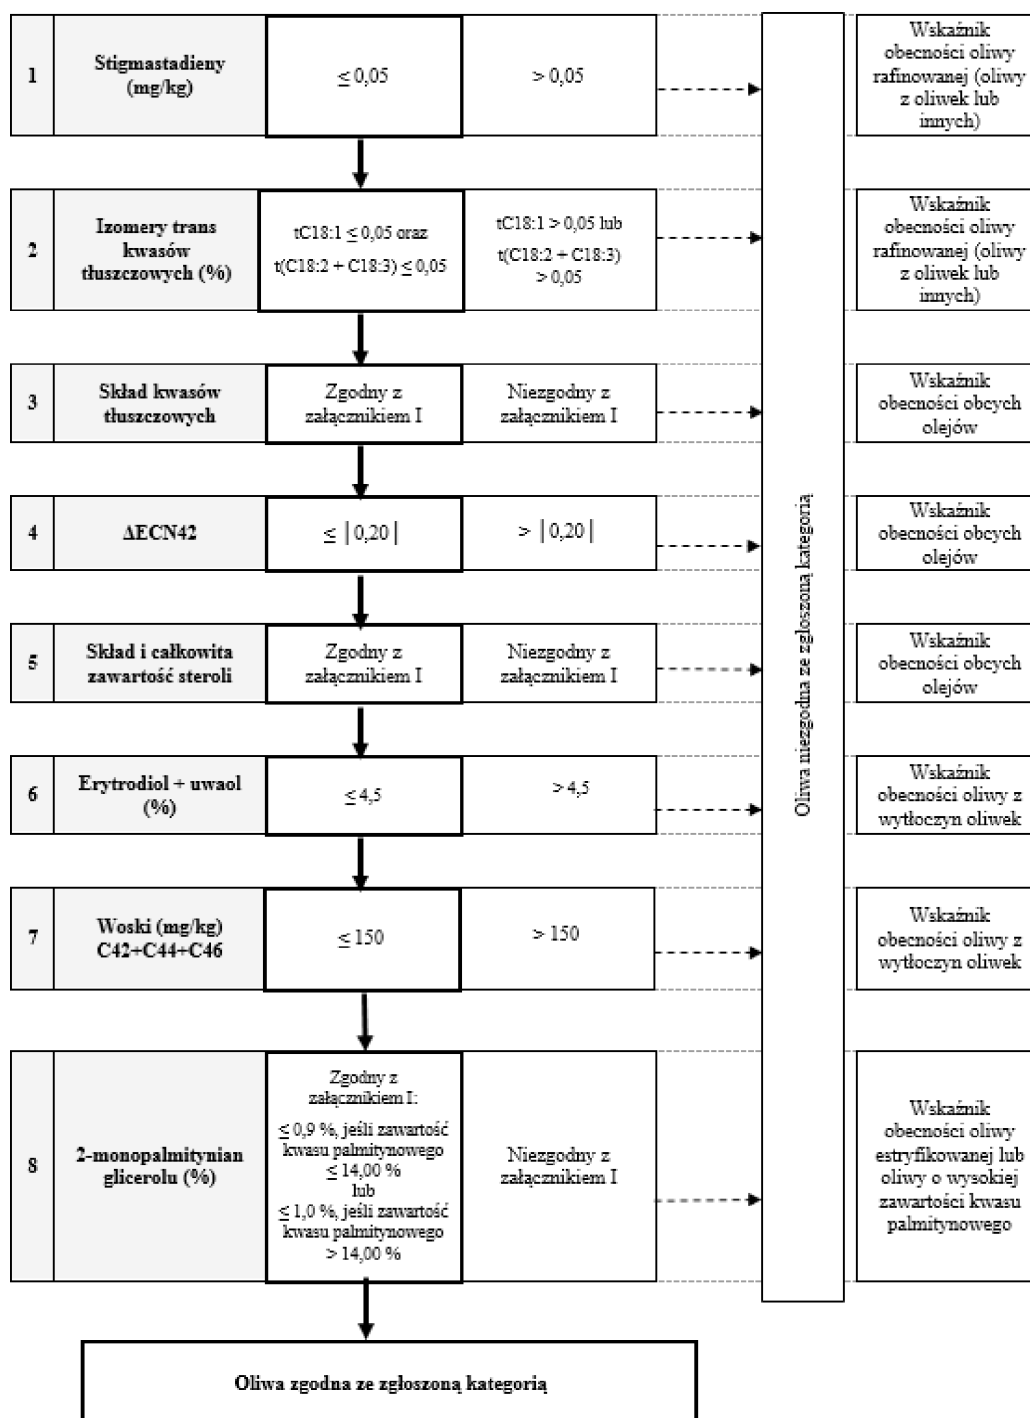 1
Stigmastadieny
(mg/kg)
≤ 0,05
> 0,05
Wskaźnik
obecności oliwy
rafinowanej (oliwy
z oliwek lub
innych)
2
Izomery trans
kwasów
tłuszczowych (%)
tC18:1 ≤ 0,05 oraz
t(C18:2 + C18:3) ≤ 0,05
tC18:1 > 0,05 lub
t(C18:2 + C18:3)
> 0,05
Wskaźnik
obecności oliwy
rafinowanej (oliwy
z oliwek lub
innych)
3
Skład kwasów
tłuszczowych
Zgodny z
załącznikiem I
Niezgodny z
załącznikiem I
Wskaźnik
obecności obcych
olejów
4
ΔECN42
≤ |0,20|
> |0,20|
Wskaźnik
obecności obcych
olejów
5
Skład i całkowita
zawartość steroli
Zgodny z
załącznikiem I
Niezgodny z
załącznikiem I
Wskaźnik
obecności obcych
olejów
6
Erytrodiol + uwaol
(%)
≤ 4,5
> 4,5
Wskaźnik
obecności oliwy z
wytłoczyn oliwek
7
Woski (mg/kg)
C42+C44+C46
≤ 150
> 150
Wskaźnik
obecności oliwy z
wytłoczyn oliwek
8
2-monopalmitynian
glicerolu (%)
Zgodny z
załącznikiem I:
≤ 0,9 %, jeśli zawartość
kwasu palmitynowego
≤ 14,00 %
lub
≤ 1,0 %, jeśli zawartość
kwasu palmitynowego
> 14,00 %
Niezgodny z
załącznikiem I
Wskaźnik
obecności oliwy
estryfikowanej lub
oliwy o wysokiej
zawartości kwasu
palmitynowego
Oliwa niezgodna ze zgłoszoną kategorią
Oliwa zgodna ze zgłoszoną kategorią